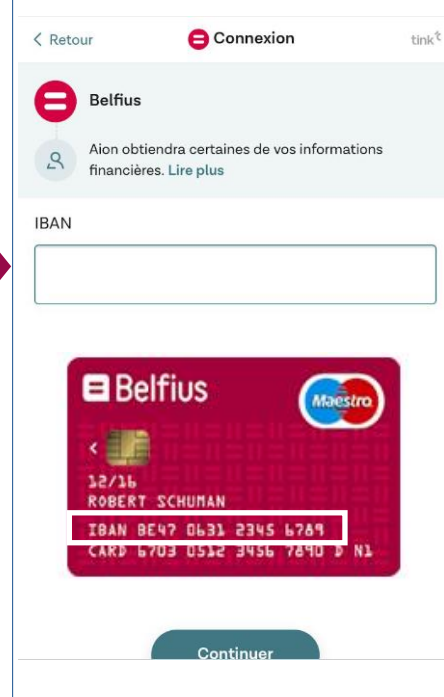 Retour
Connexion
tink
Belfius
Aion obtiendra certaines de vos informations
financières. Lire plus
IBAN
Belfius
Maestro
12/16
ROBERT SCHUMAN
IBAN BE47 0631 2345 6789
CARD 6703 0512 3456 7890 D N1
Continuer